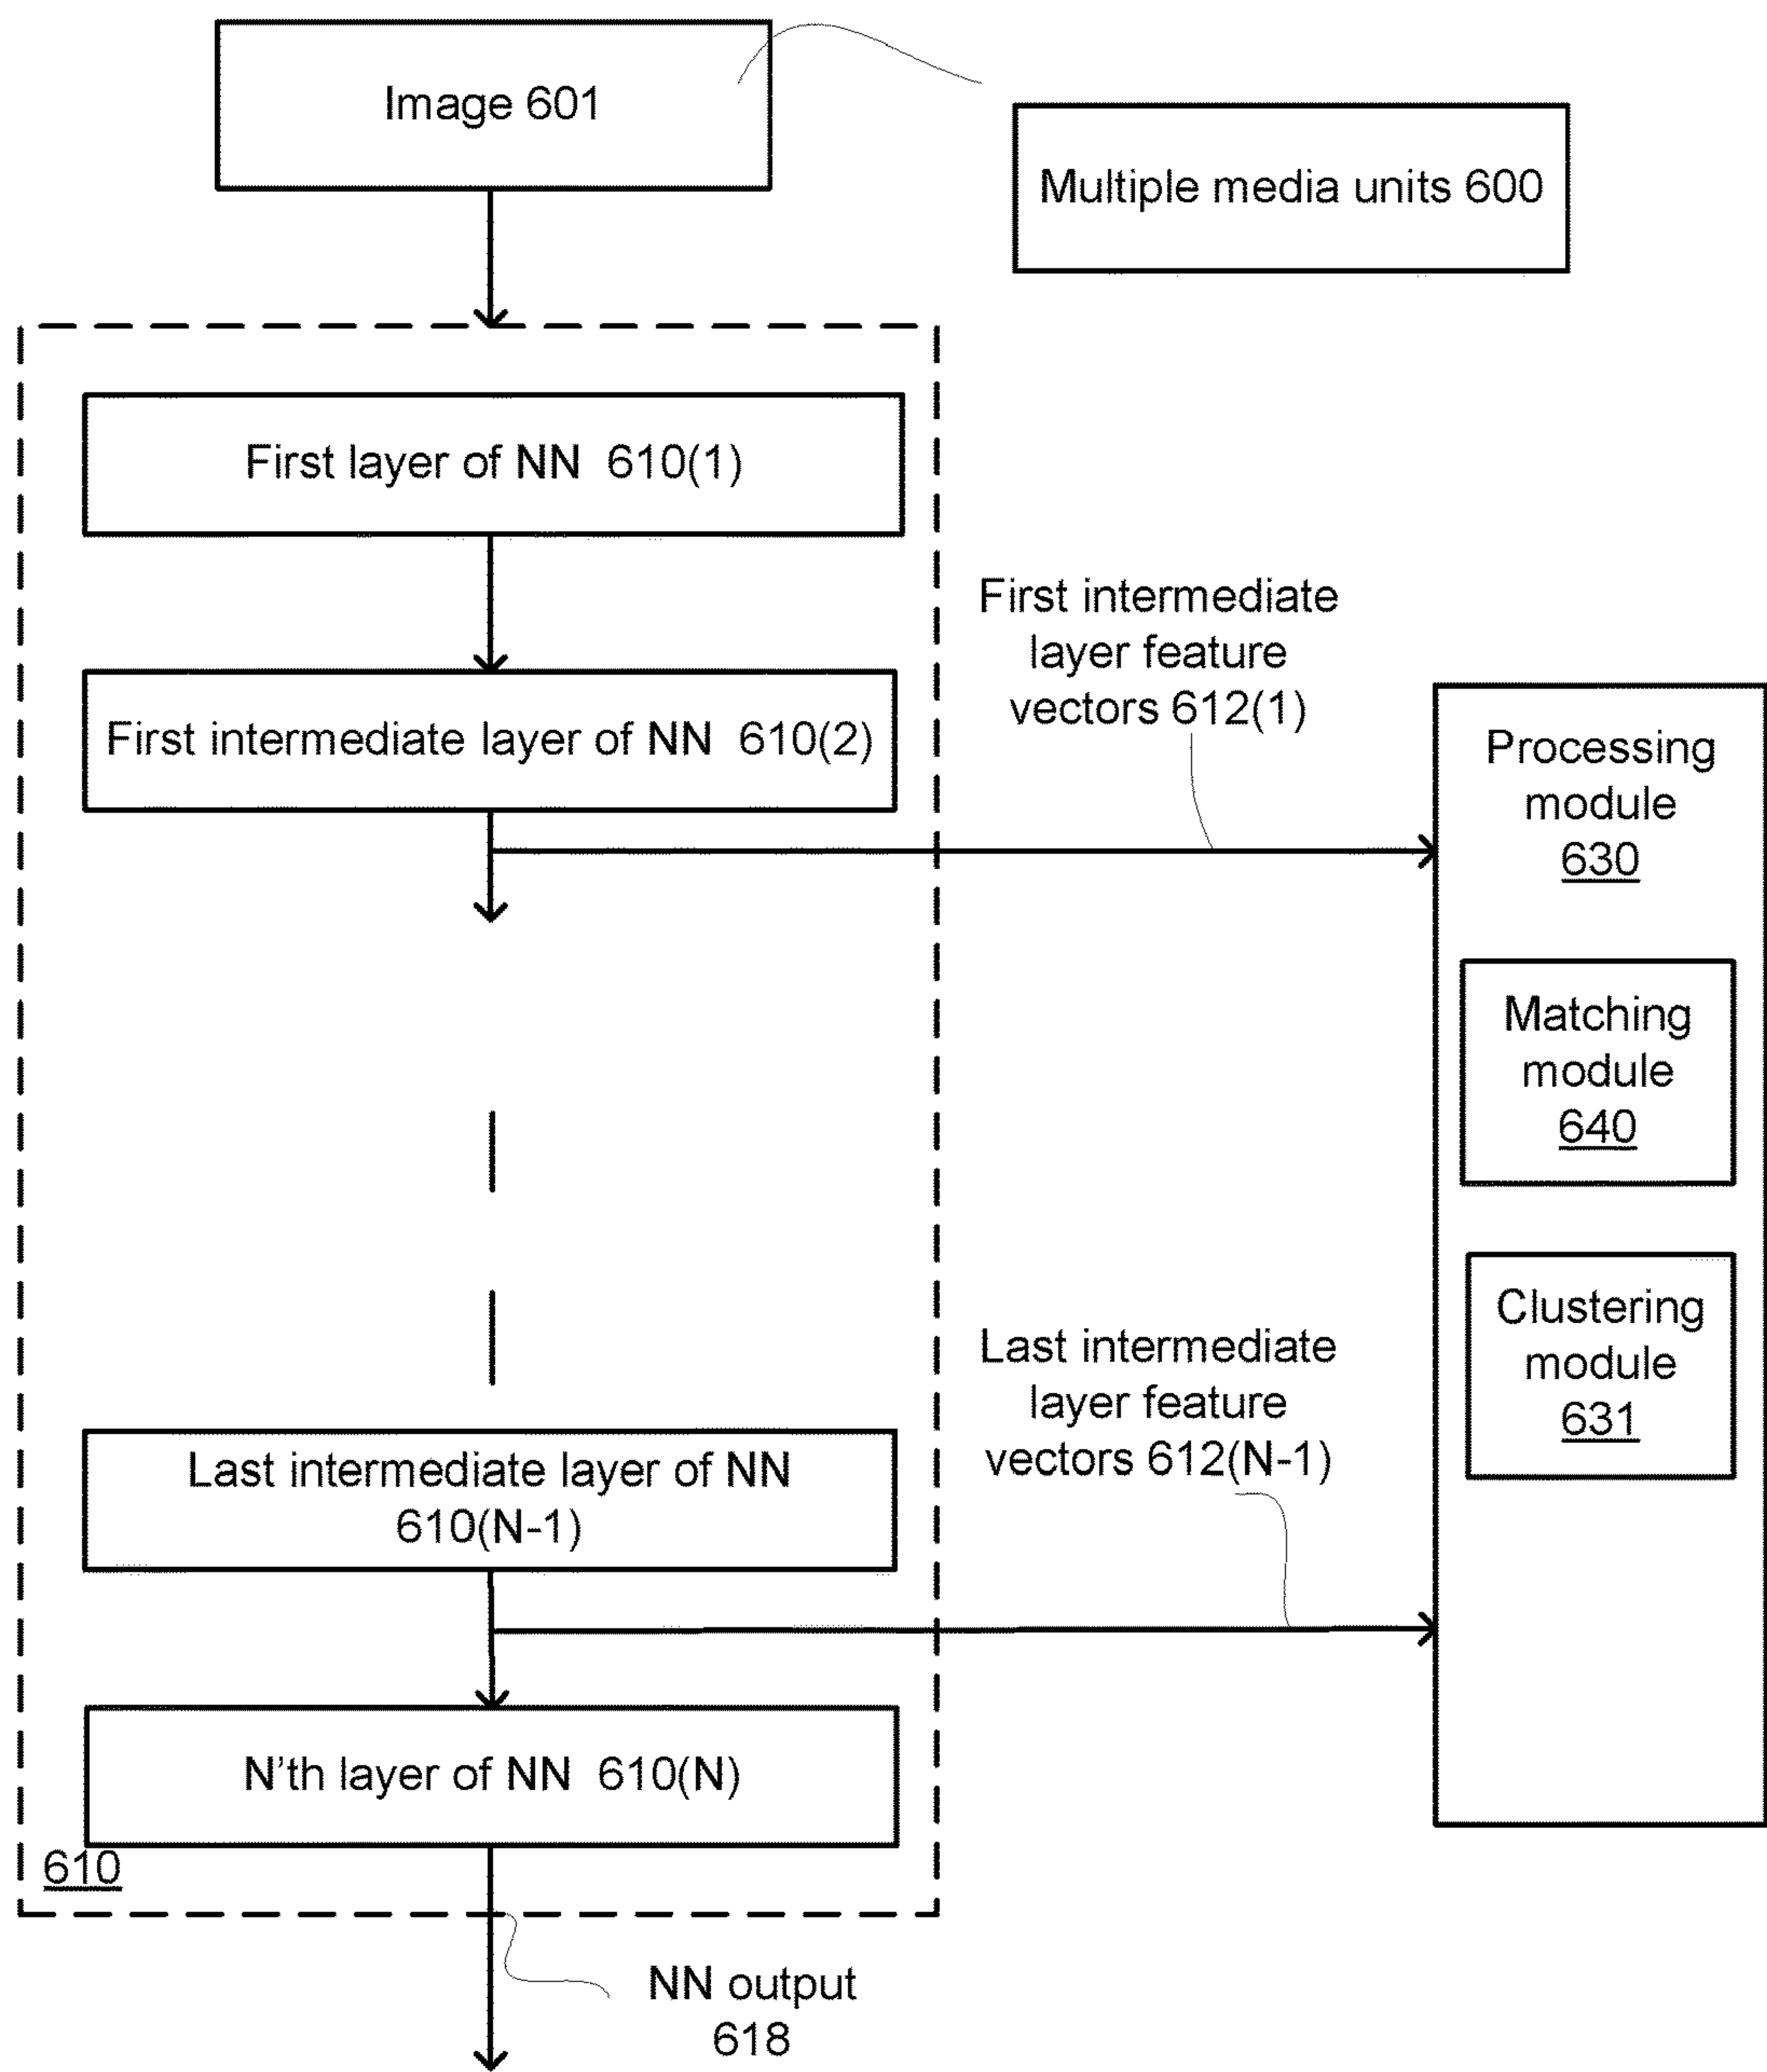 Image 601
Multiple media units 600
First layer of NN 610(1)
First intermediate layer of NN 610(2)
First intermediate
layer feature
vectors 612(1)
Processing
module
630
Matching
module
640
Clustering
module
631
Last intermediate
layer feature
vectors 612(N-1)
Last intermediate layer of NN
610(N-1)
N'th layer of NN 610(N)
610
NN output
618